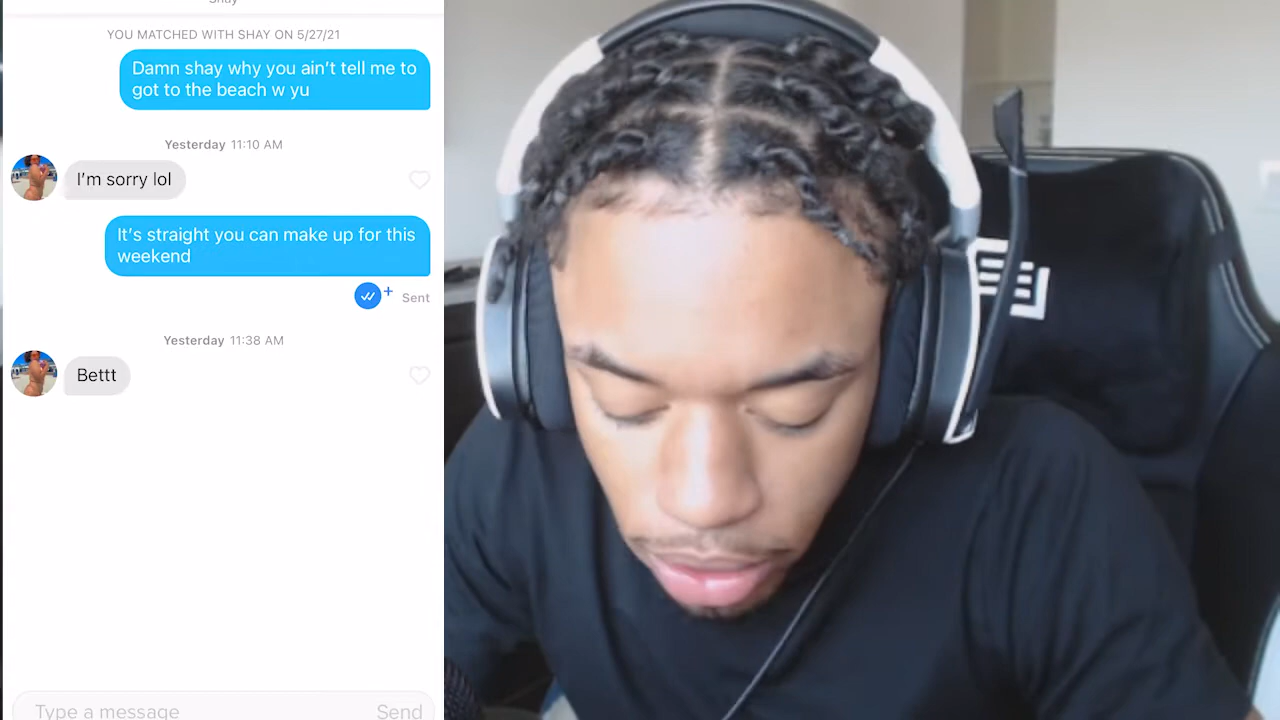 YOU MATCHED WITH SHAY ON 5/27/21
Damn shay why you ain't tell me to
got to the beach w yu
Yesterday 11:10 AM
I'm sorry lol
It's straight you can make up for this
weekend
Sent
Yesterday 11:38 AM
Bettt
Type a message
Send